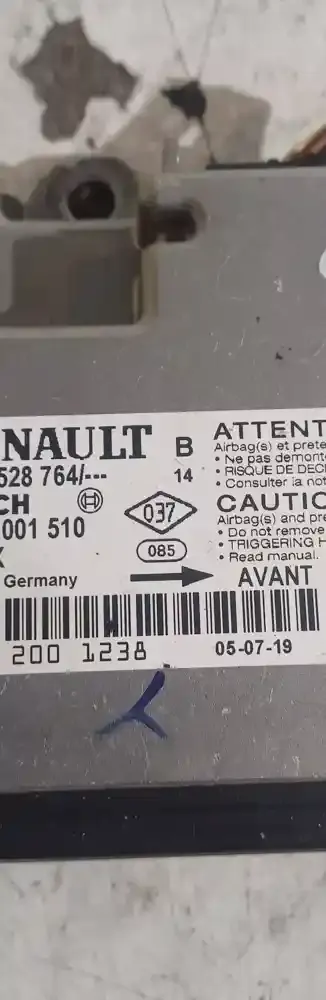 NAULT B ATTENT
528 764/--- 14 Airbag(s) et prete
• Ne pas demont
• RISQUE DE DEC
• Consulter la not
CH 037 CAUTIO
001 510 Airbag(s) and pre
• Do not remove
• TRIGGERING H
• Read manual.
X 085
Germany AVANT
200 1238 05-07-19